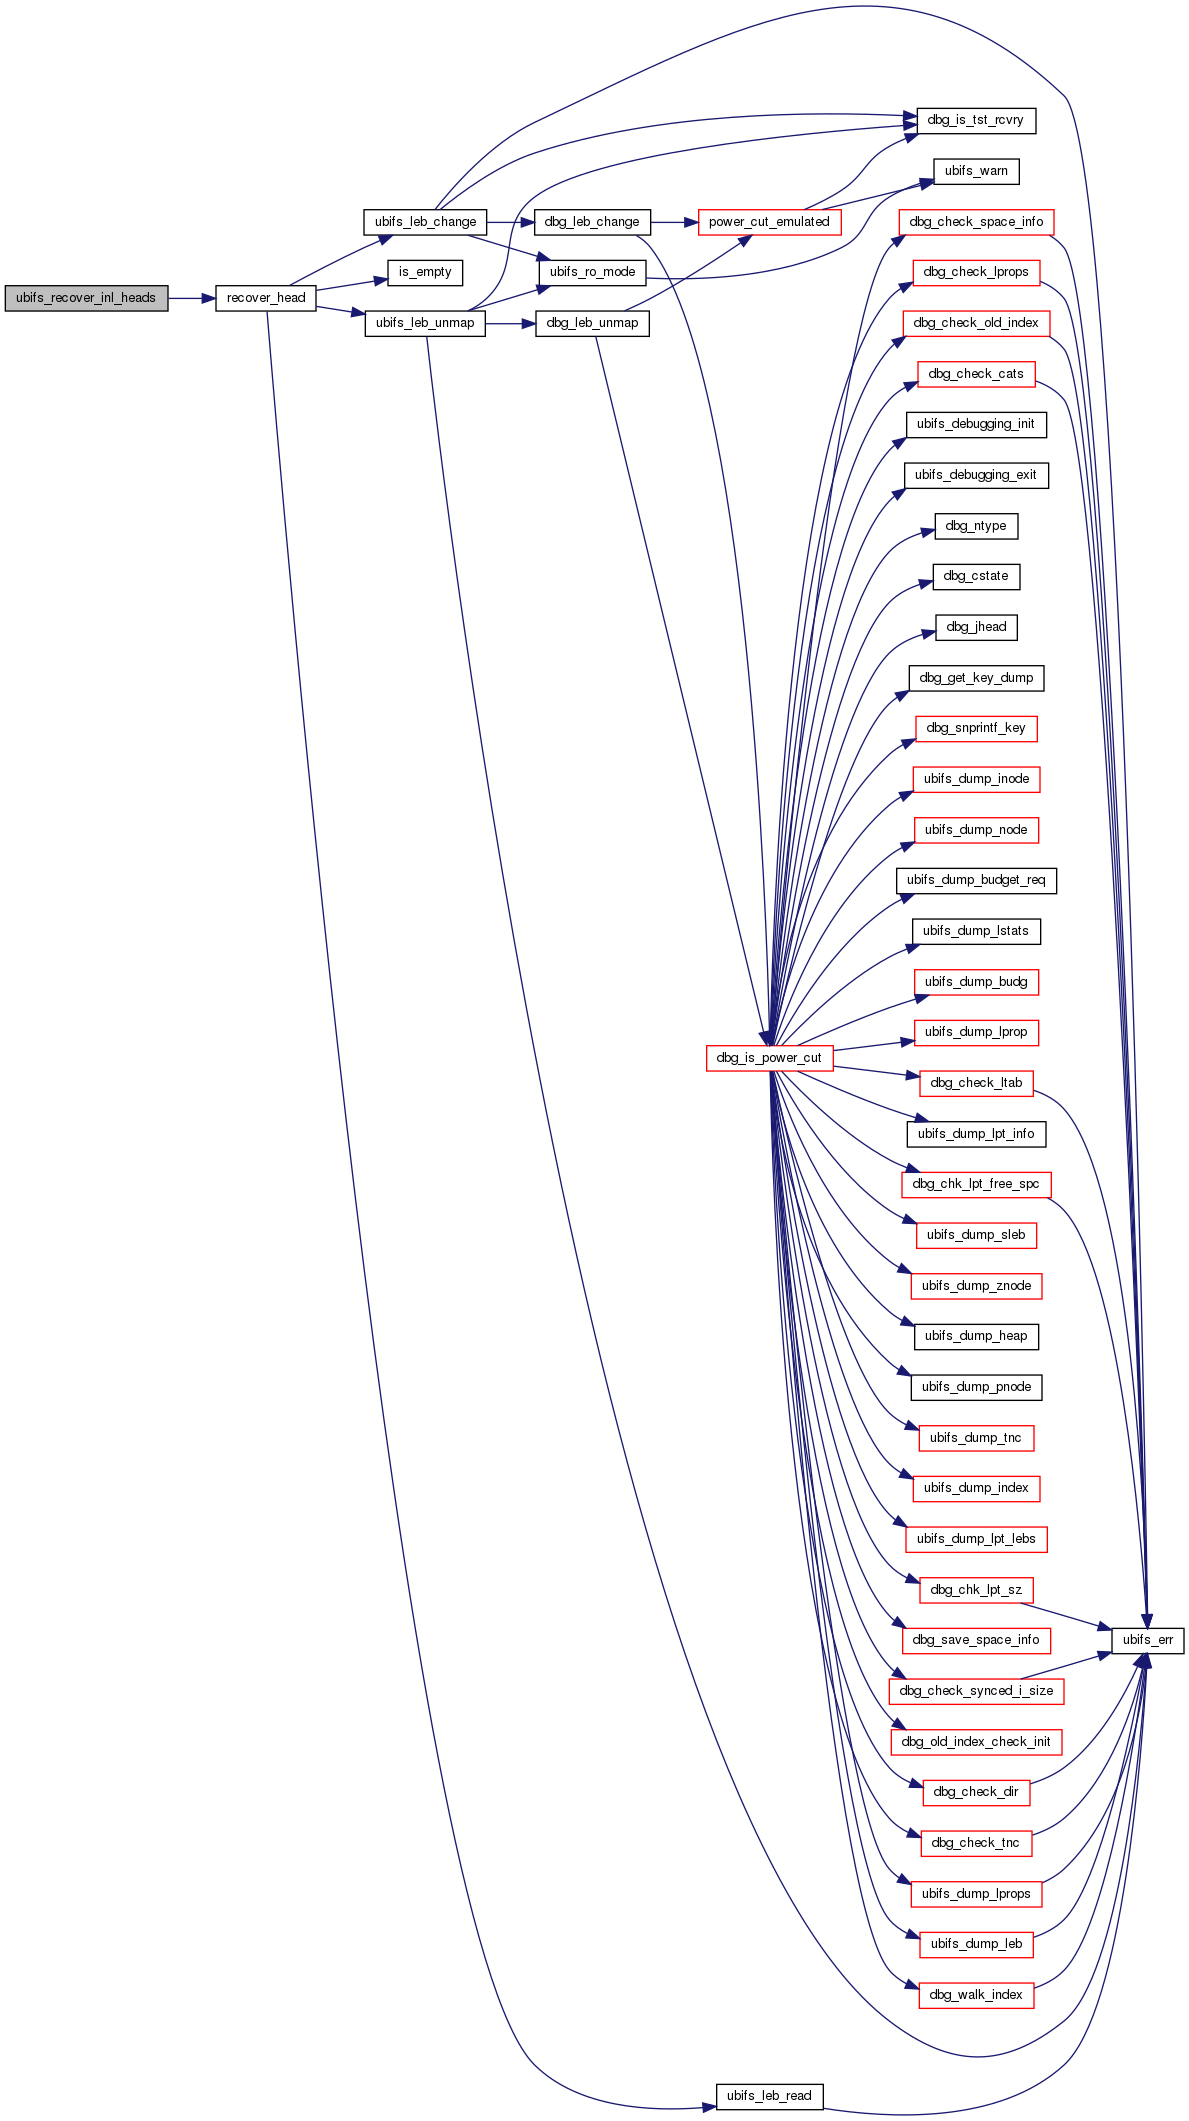 dbg_is_tst_rcvry
ubifs_warn
ubifs_leb_change
dbg_leb_change
power_cut_emulated
dbg_check_space_info
is_empty
ubifs_ro_mode
dbg_check_lprops
ubifs_recover_inl_heads
recover_head
ubifs_leb_unmap
dbg_leb_unmap
dbg_check_old_index
dbg_check_cats
ubifs_debugging_init
ubifs_debugging_exit
dbg_ntype
dbg_cstate
dbg_jhead
dbg_get_key_dump
dbg_snprintf_key
ubifs_dump_inode
ubifs_dump_node
ubifs_dump_budget_req
ubifs_dump_lstats
ubifs_dump_budg
ubifs_dump_lprop
dbg_is_power_cut
dbg_check_ltab
ubifs_dump_lpt_info
dbg_chk_lpt_free_spc
ubifs_dump_sleb
ubifs_dump_znode
ubifs_dump_heap
ubifs_dump_pnode
ubifs_dump_tnc
ubifs_dump_index
ubifs_dump_lpt_lebs
dbg_chk_lpt_sz
dbg_save_space_info
ubifs_err
dbg_check_synced_i_size
dbg_old_index_check_init
dbg_check_dir
dbg_check_tnc
ubifs_dump_lprops
ubifs_dump_leb
dbg_walk_index
ubifs_leb_read